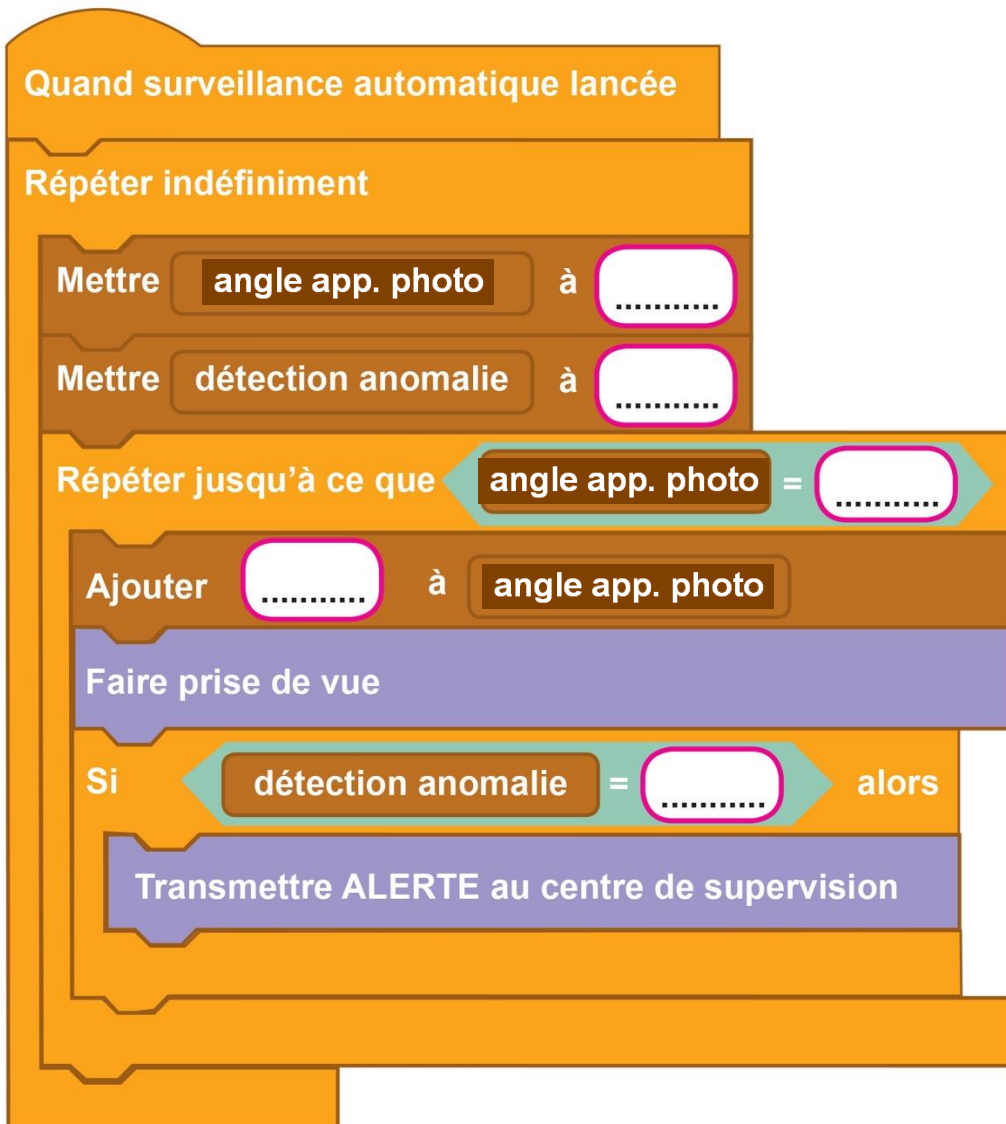 Quand surveillance automatique lancée
Répéter indéfiniment
Mettre angle app. photo à ...........
Mettre détection anomalie à ...........
Répéter jusqu'à ce que angle app. photo = ...........
Ajouter ........... à angle app. photo
Faire prise de vue
Si détection anomalie = ........... alors
Transmettre ALERTE au centre de supervision